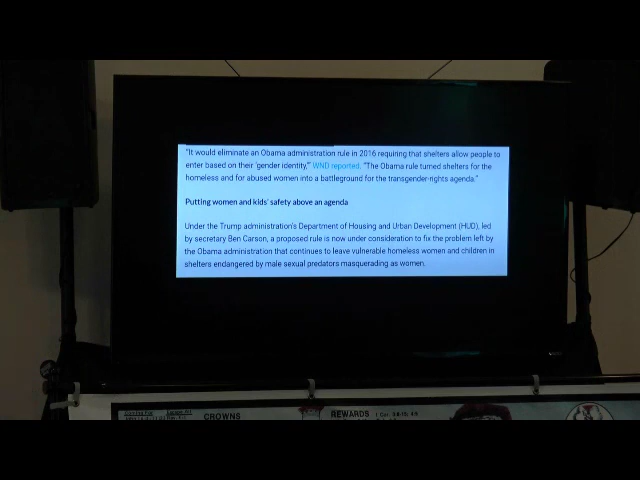 "It would eliminate an Obama administration rule in 2016 requiring that shelters allow people to
enter based on their 'gender identity,'" WND reported. "The Obama rule turned shelters for the
homeless and for abused women into a battleground for the transgender-rights agenda."
Putting women and kids' safety above an agenda
Under the Trump administration's Department of Housing and Urban Development (HUD), led
by secretary Ben Carson, a proposed rule is now under consideration to fix the problem left by
the Obama administration that continues to leave vulnerable homeless women and children in
shelters endangered by male sexual predators masquerading as women.
CROWNS
REWARDS